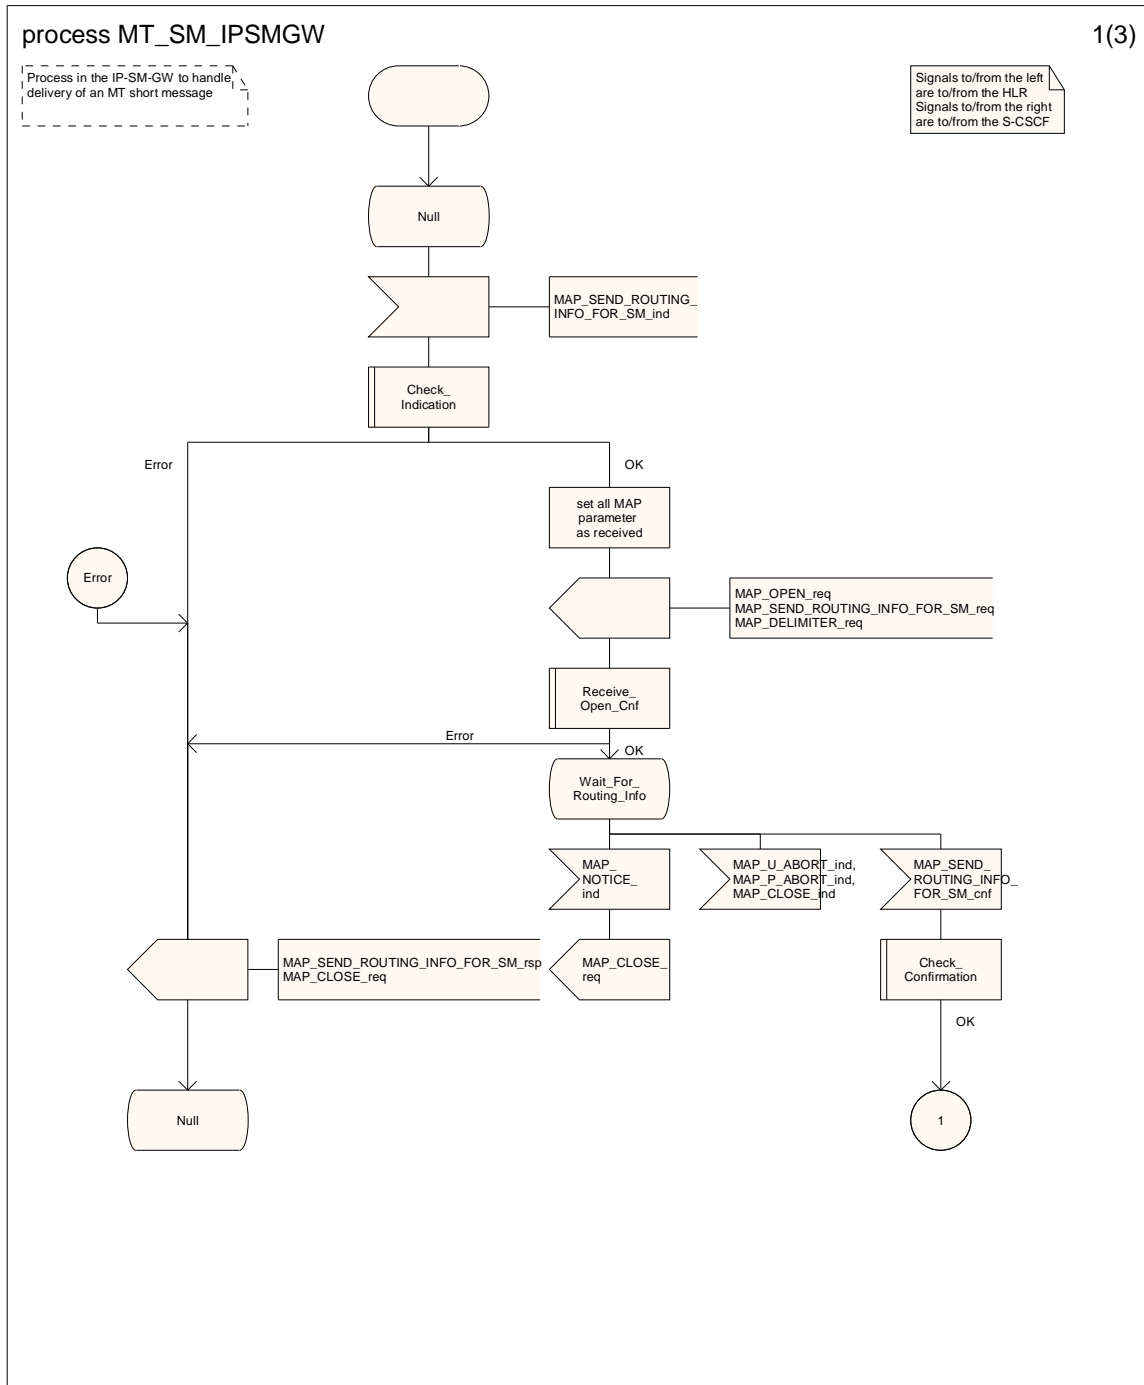 process MT_SM_IPSMGW
1(3)
Process in the IP-SM-GW to handle
delivery of an MT short message
Signals to/from the left
are to/from the HLR
Signals to/from the right
are to/from the S-CSCF
Null
MAP_SEND_ROUTING_
INFO_FOR_SM_ind
Check_
Indication
Error
OK
set all MAP
parameter
as received
Error
MAP_OPEN_req
MAP_SEND_ROUTING_INFO_FOR_SM_req
MAP_DELIMITER_req
Receive_
Open_Cnf
Error
OK
Wait_For_
Routing_Info
MAP_
NOTICE_
ind
MAP_U_ABORT_ind,
MAP_P_ABORT_ind,
MAP_CLOSE_ind
MAP_SEND_
ROUTING_INFO_
FOR_SM_cnf
MAP_SEND_ROUTING_INFO_FOR_SM_rsp
MAP_CLOSE_req
MAP_CLOSE_
req
Check_
Confirmation
OK
Null
1